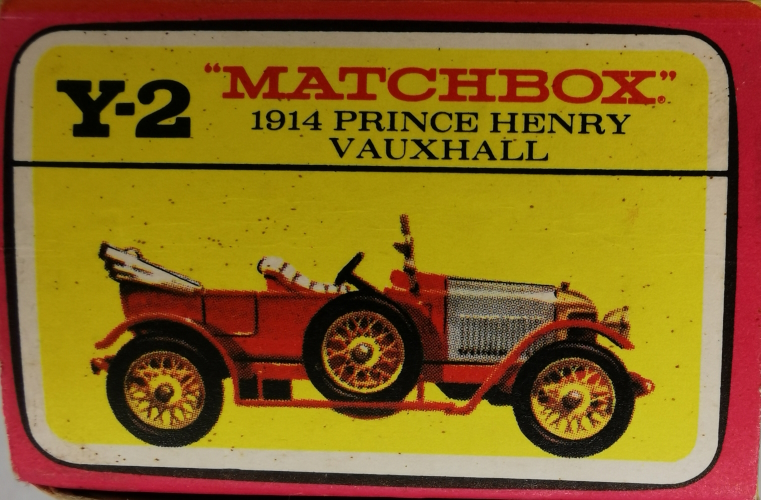 Y-2
"MATCHBOX"®
1914 PRINCE HENRY
VAUXHALL